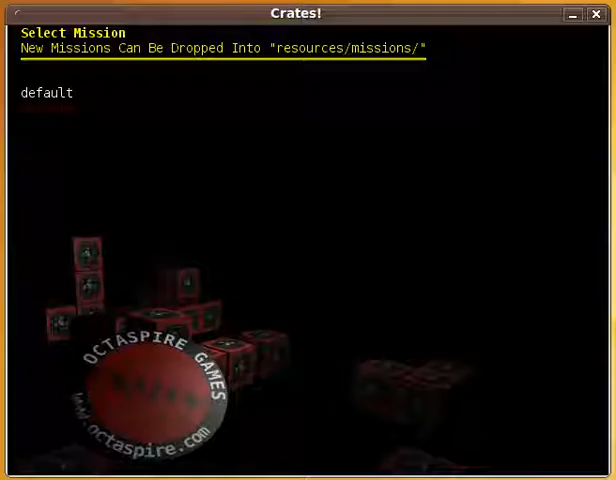 Crates!
Select Mission
New Missions Can Be Dropped Into "resources/missions/"
default
OCTASPIRE GAMES
www.octaspire.com